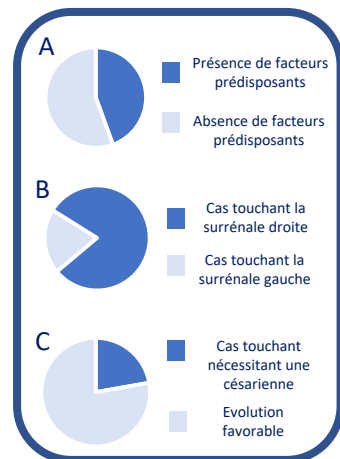 A
Présence de facteurs
prédisposants
Absence de facteurs
prédisposants
B
Cas touchant la
surrénale droite
Cas touchant la
surrénale gauche
C
Cas touchant
nécessitant une
césarienne
Evolution
favorable